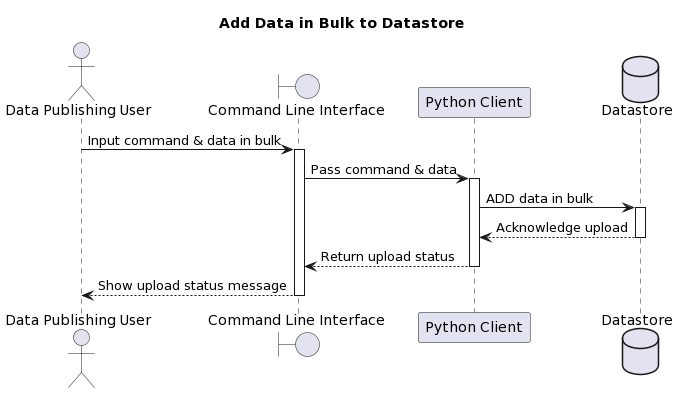 Add Data in Bulk to Datastore
Data Publishing User
Command Line Interface
Python Client
Datastore
Input command & data in bulk
Pass command & data
ADD data in bulk
Acknowledge upload
Return upload status
Show upload status message
Data Publishing User
Command Line Interface
Python Client
Datastore